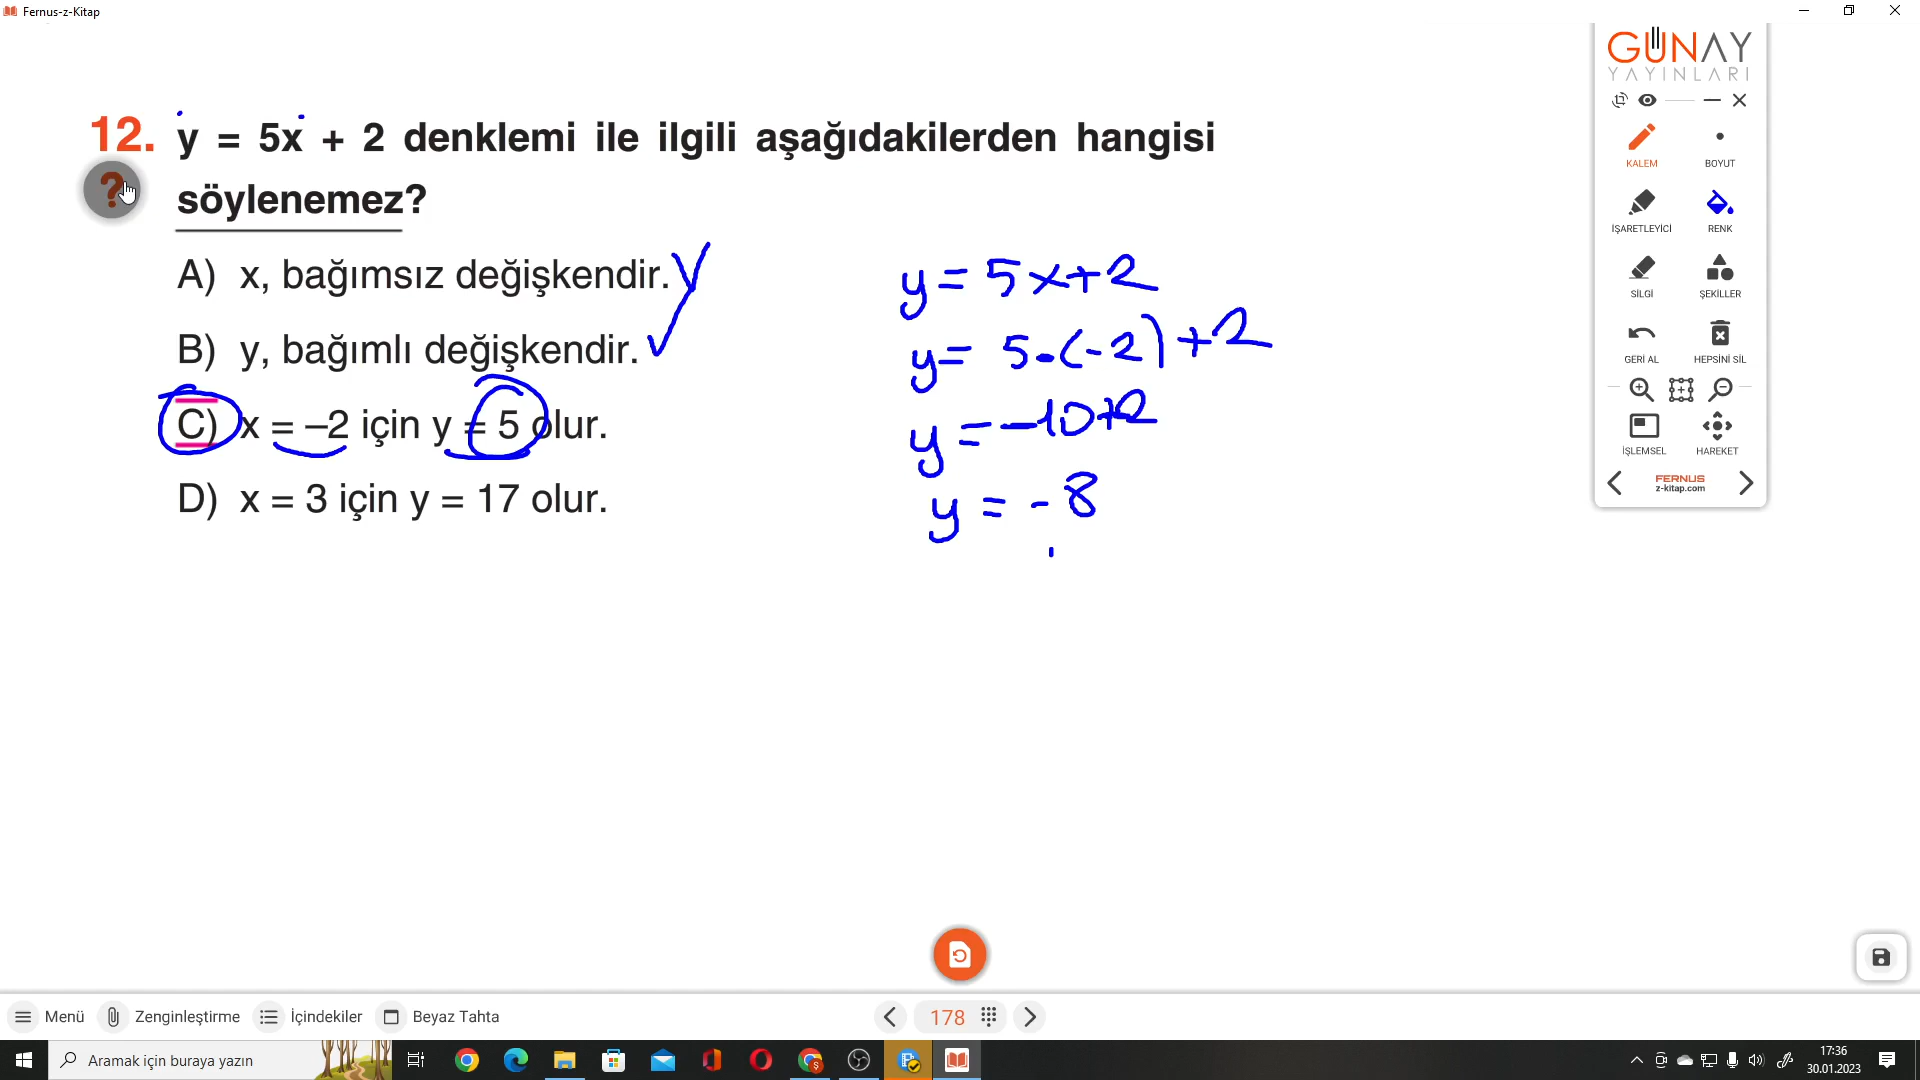 Fernus-z-Kitap
GÜNAY
YAYINLARI
12. y = 5x + 2 denklemi ile ilgili aşağıdakilerden hangisi
söylenemez?
?
A) x, bağımsız değişkendir.
B) y, bağımlı değişkendir.
C) x = –2 için y = 5 olur.
D) x = 3 için y = 17 olur.
y = 5x+2
y = 5·(-2)+2
y = -10+2
y = -8
KALEM
BOYUT
İŞARETLEYİCİ
RENK
SİLGİ
ŞEKİLLER
GERİ AL
HEPSİNİ SİL
İŞLEMSEL
HAREKET
FERNUS
z-kitap.com
Menü
Zenginleştirme
İçindekiler
Beyaz Tahta
178
Aramak için buraya yazın
17:36
30.01.2023